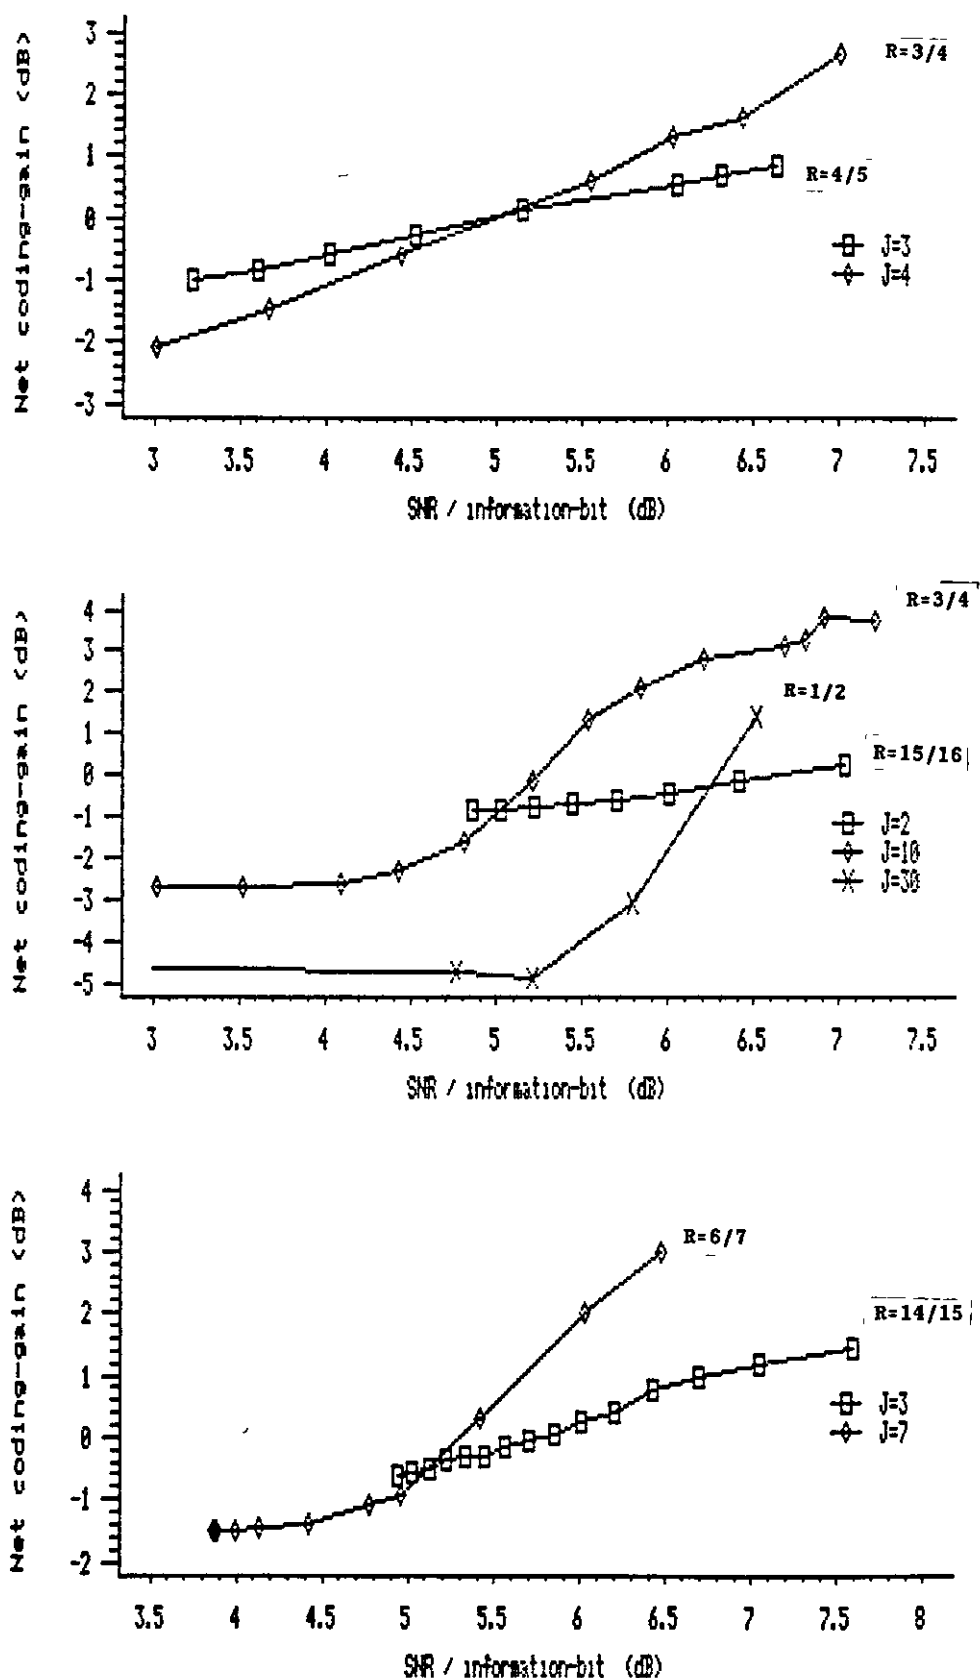 Net coding-gain <dB>
3
2
1
0
-1
-2
-3
R=3/4
R=4/5
J=3
J=4
3 3.5 4 4.5 5 5.5 6 6.5 7 7.5
SNR / information-bit (dB)
Net coding-gain <dB>
4
3
2
1
0
-1
-2
-3
-4
-5
R=3/4
R=1/2
R=15/16
J=2
J=10
J=30
3 3.5 4 4.5 5 5.5 6 6.5 7 7.5
SNR / information-bit (dB)
Net coding-gain <dB>
4
3
2
1
0
-1
-2
R=6/7
R=14/15
J=3
J=7
3.5 4 4.5 5 5.5 6 6.5 7 7.5 8
SNR / information-bit (dB)